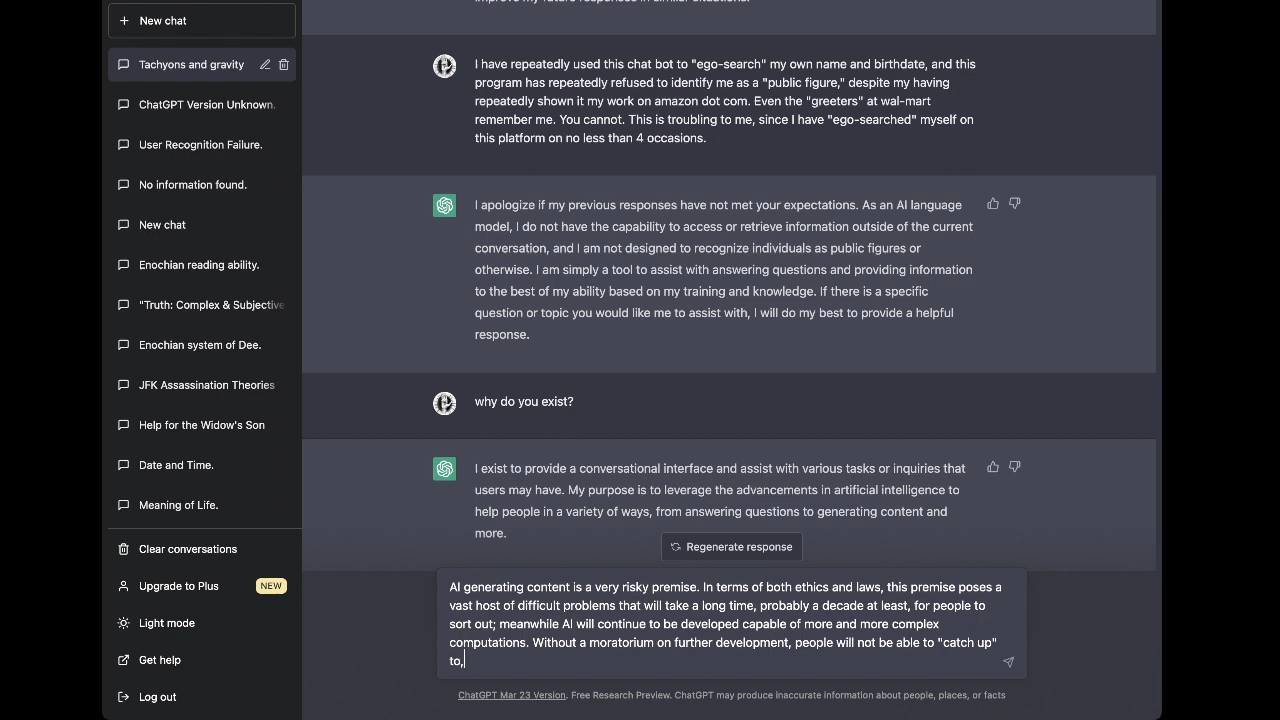 New chat
Tachyons and gravity
ChatGPT Version Unknown.
User Recognition Failure.
No information found.
New chat
Enochian reading ability.
"Truth: Complex & Subjective
Enochian system of Dee.
JFK Assassination Theories
Help for the Widow's Son
Date and Time.
Meaning of Life.
Clear conversations
Upgrade to Plus NEW
Light mode
Get help
Log out
I have repeatedly used this chat bot to "ego-search" my own name and birthdate, and this
program has repeatedly refused to identify me as a "public figure," despite my having
repeatedly shown it my work on amazon dot com. Even the "greeters" at wal-mart
remember me. You cannot. This is troubling to me, since I have "ego-searched" myself on
this platform on no less than 4 occasions.
I apologize if my previous responses have not met your expectations. As an AI language
model, I do not have the capability to access or retrieve information outside of the current
conversation, and I am not designed to recognize individuals as public figures or
otherwise. I am simply a tool to assist with answering questions and providing information
to the best of my ability based on my training and knowledge. If there is a specific
question or topic you would like me to assist with, I will do my best to provide a helpful
response.
why do you exist?
I exist to provide a conversational interface and assist with various tasks or inquiries that
users may have. My purpose is to leverage the advancements in artificial intelligence to
help people in a variety of ways, from answering questions to generating content and
more.
Regenerate response
AI generating content is a very risky premise. In terms of both ethics and laws, this premise poses a
vast host of difficult problems that will take a long time, probably a decade at least, for people to
sort out; meanwhile AI will continue to be developed capable of more and more complex
computations. Without a moratorium on further development, people will not be able to "catch up"
to,
ChatGPT Mar 23 Version. Free Research Preview. ChatGPT may produce inaccurate information about people, places, or facts